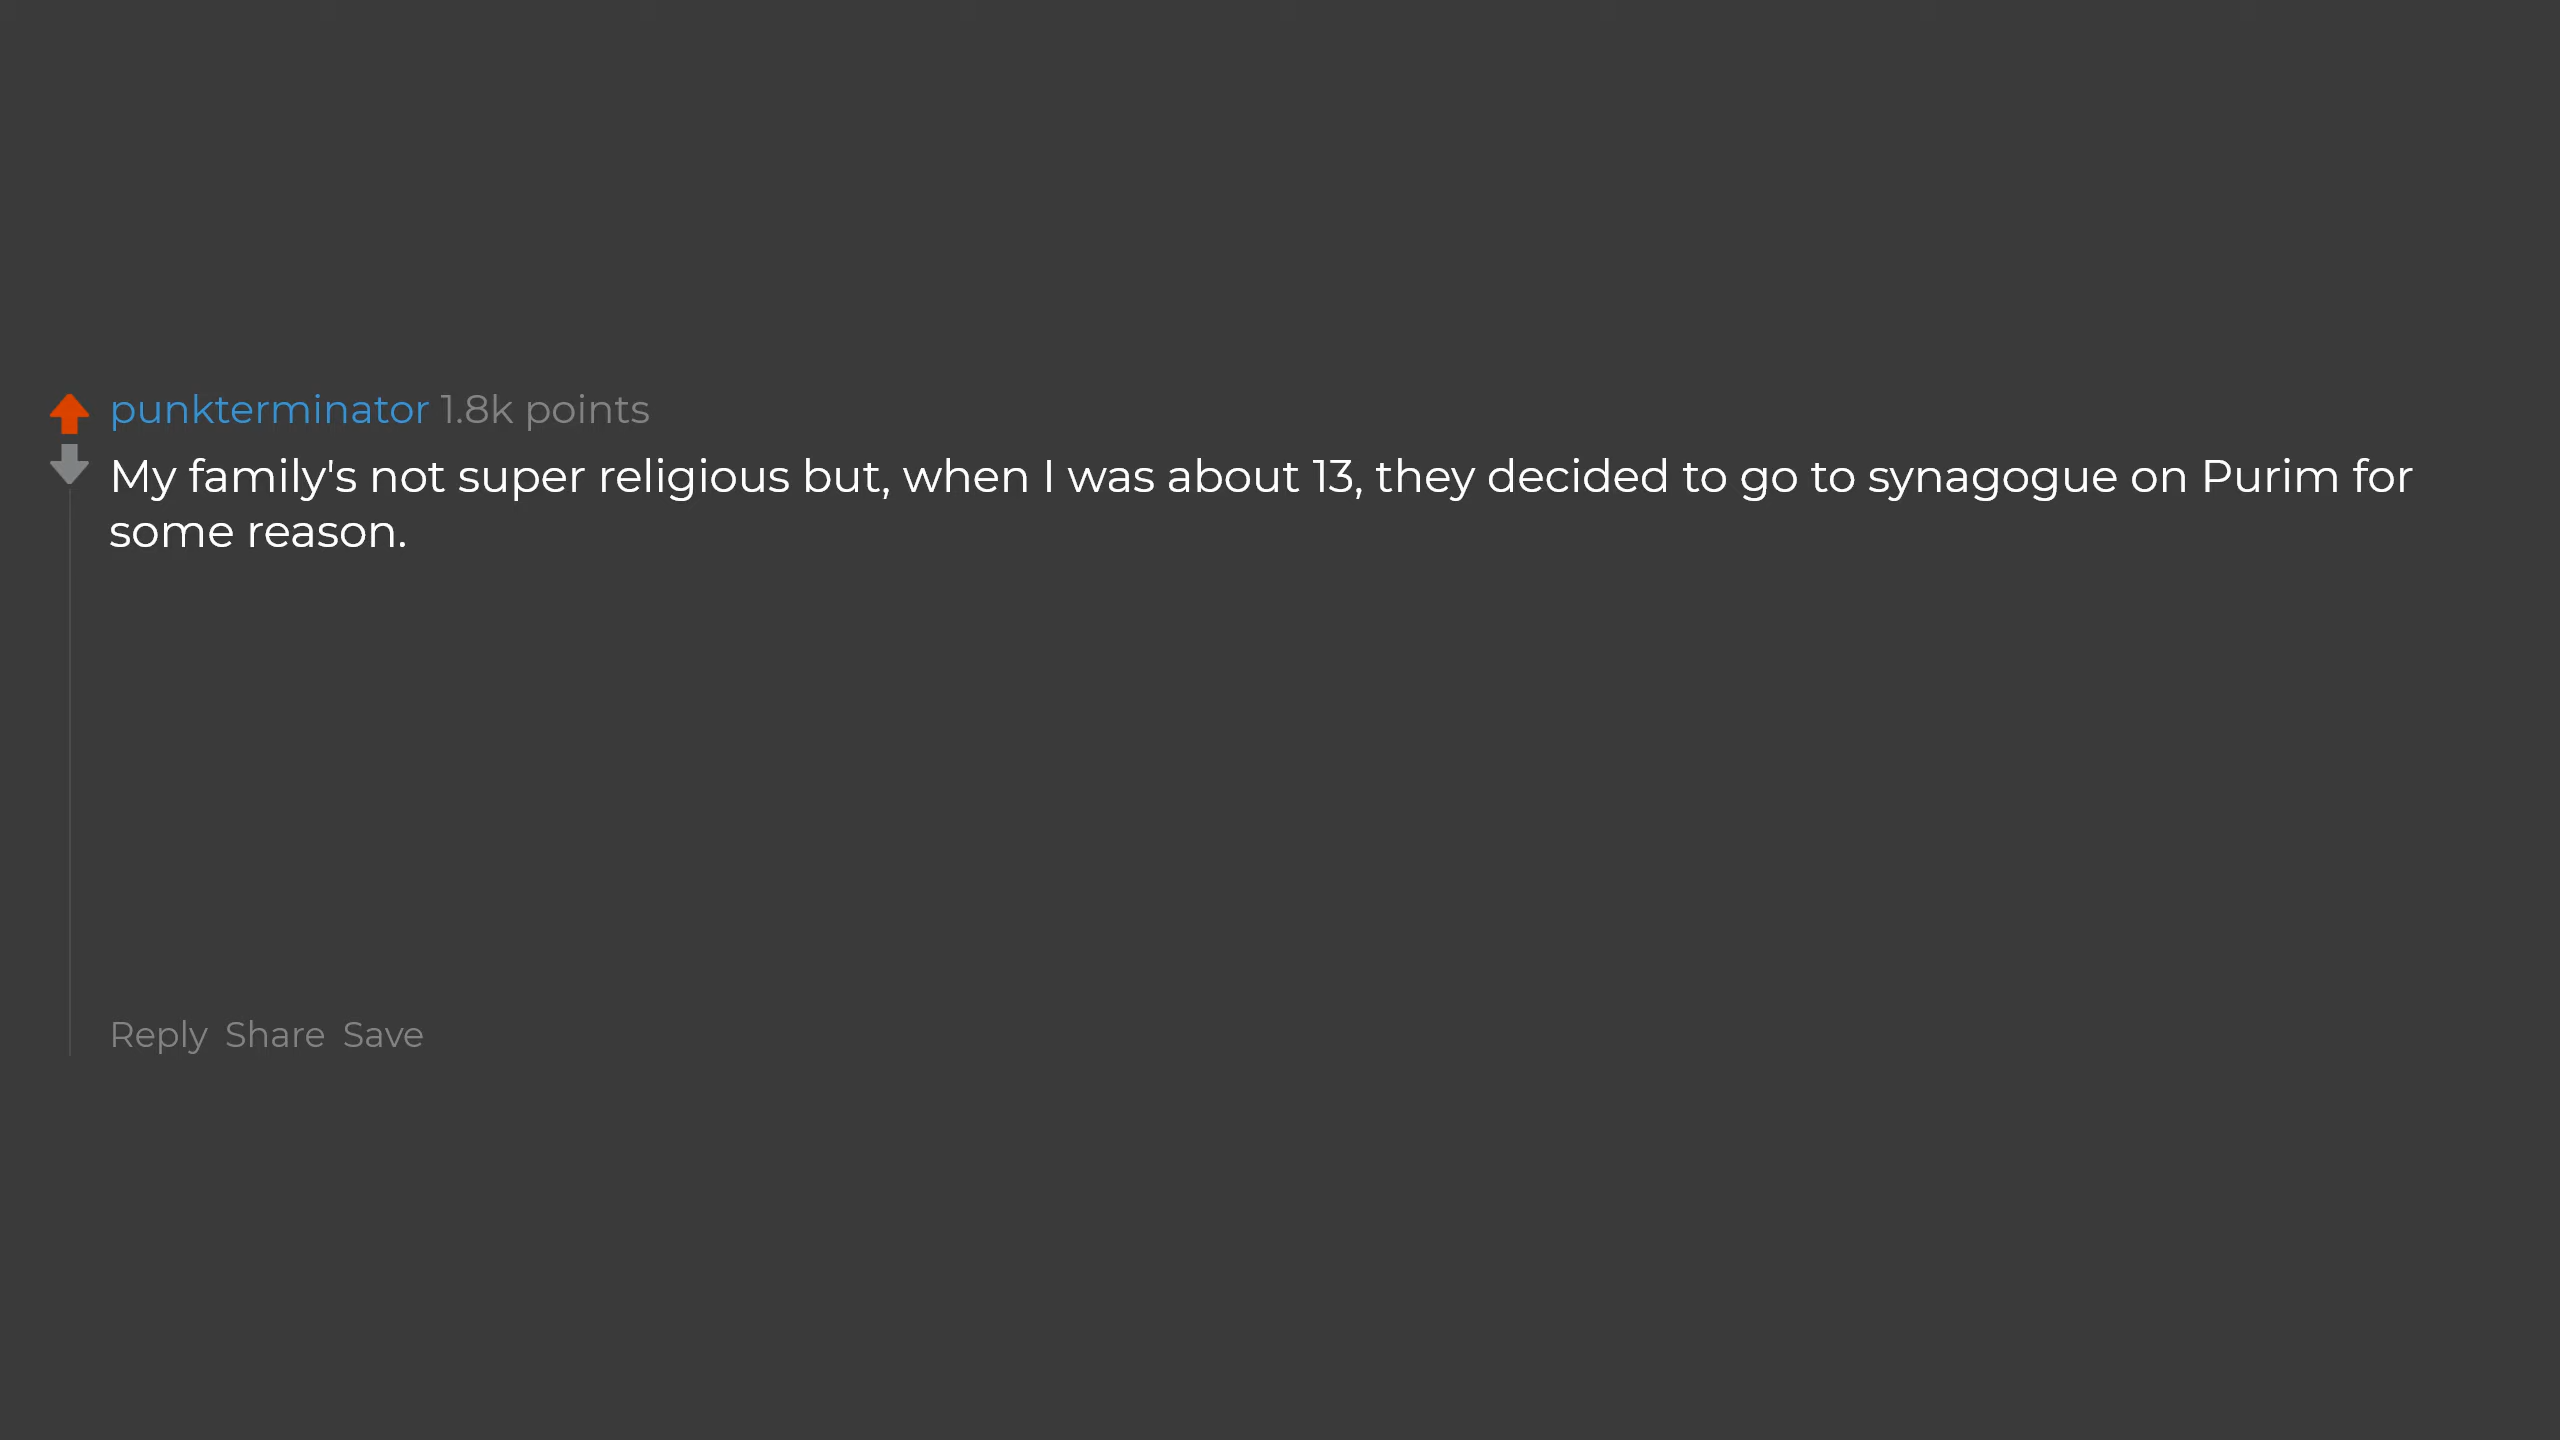 punkterminator 1.8k points
My family's not super religious but, when I was about 13, they decided to go to synagogue on Purim for
some reason.
Reply Share Save